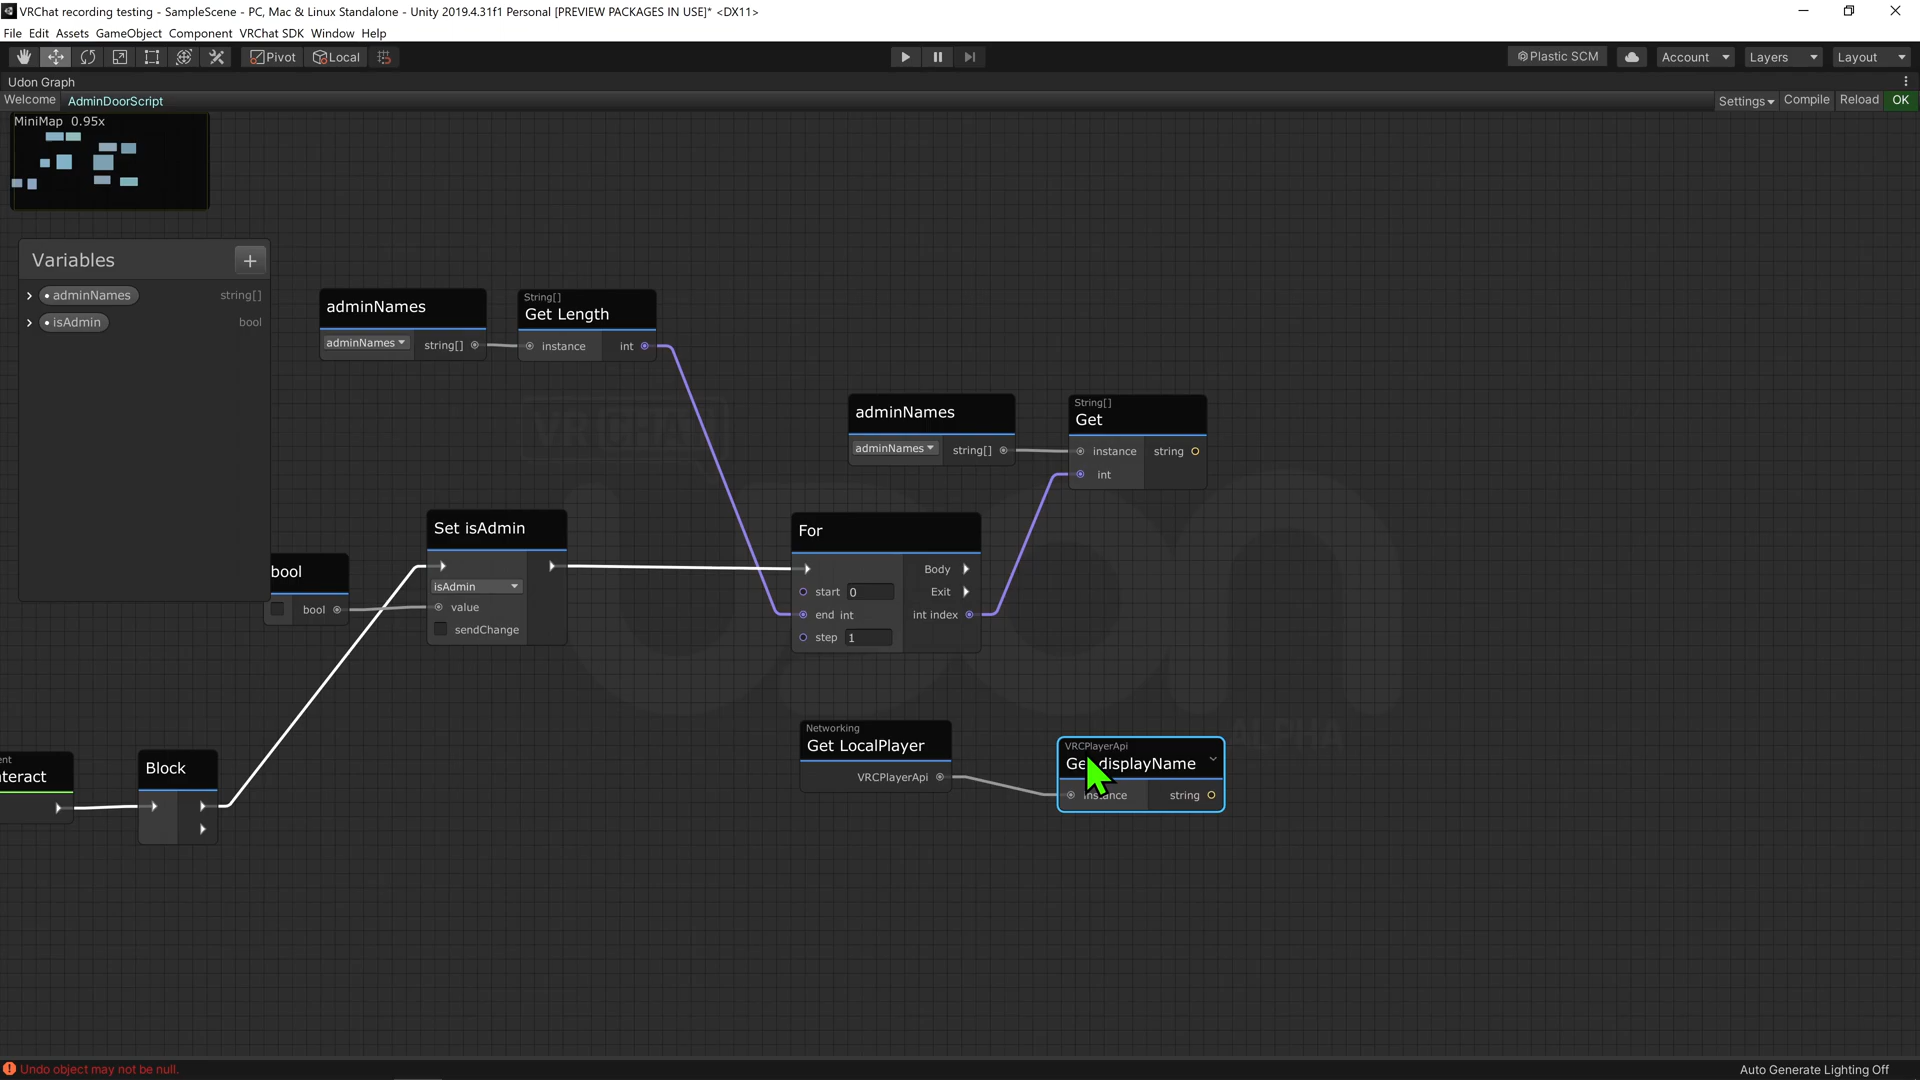 VRChat recording testing - SampleScene - PC, Mac & Linux Standalone - Unity 2019.4.31f1 Personal [PREVIEW PACKAGES IN USE]* <DX11>
File Edit Assets GameObject Component VRChat SDK Window Help
Pivot Local Plastic SCM Account Layers Layout
Udon Graph
Welcome AdminDoorScript Settings Compile Reload OK
MiniMap 0.95x
Variables +
adminNames string[]
isAdmin bool
adminNames
adminNames string[]
String[]
Get Length
instance int
adminNames
adminNames string[]
String[]
Get
instance string
int
bool
bool
Set isAdmin
isAdmin
value
sendChange
For
Body
start 0 Exit
end int int index
step 1
Block
Networking
Get LocalPlayer
VRCPlayerApi
VRCPlayerApi
Get displayName
instance string
ALPHA
Undo object may not be null.
Auto Generate Lighting Off